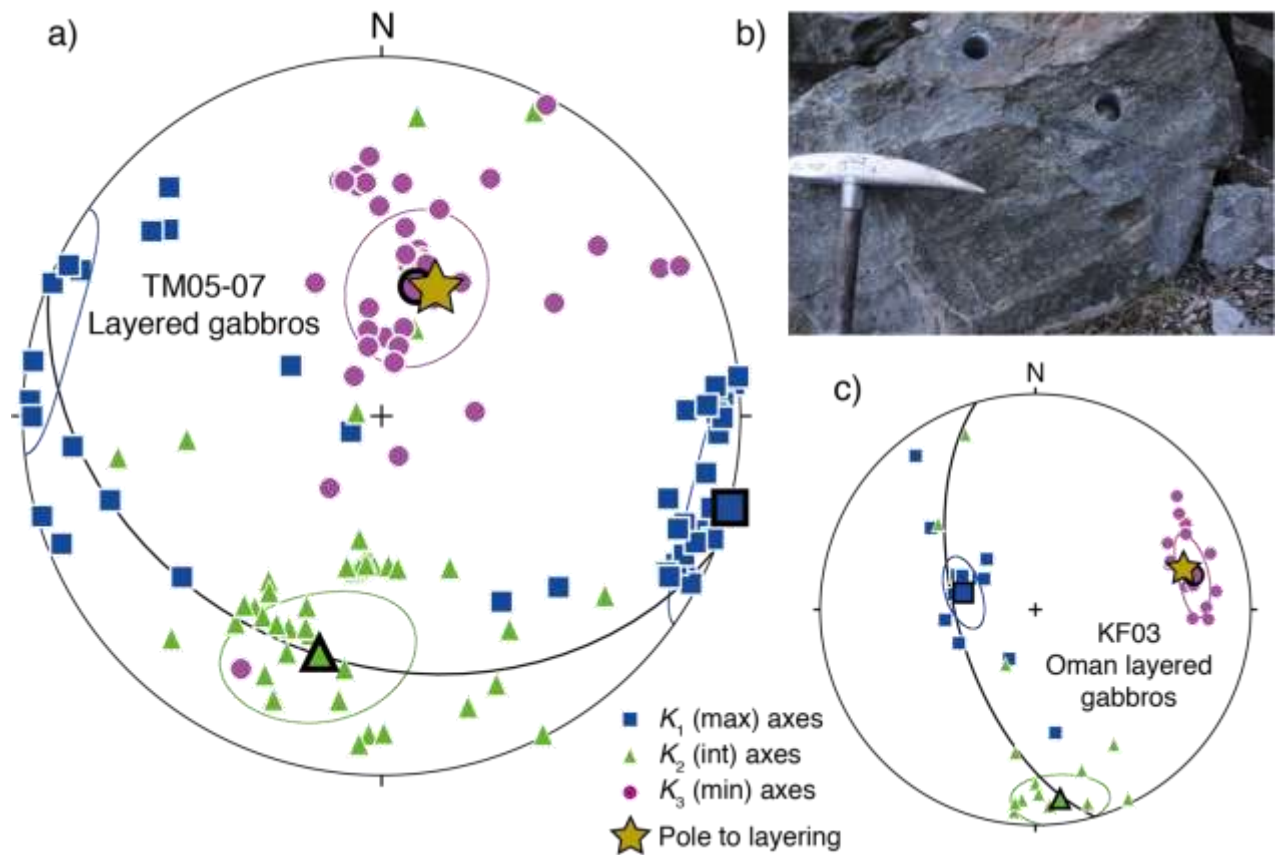 a)
N
TM05-07
Layered gabbros
b)
c)
N
KF03
Oman layered
gabbros
K₁ (max) axes
K₂ (int) axes
K₃ (min) axes
Pole to layering